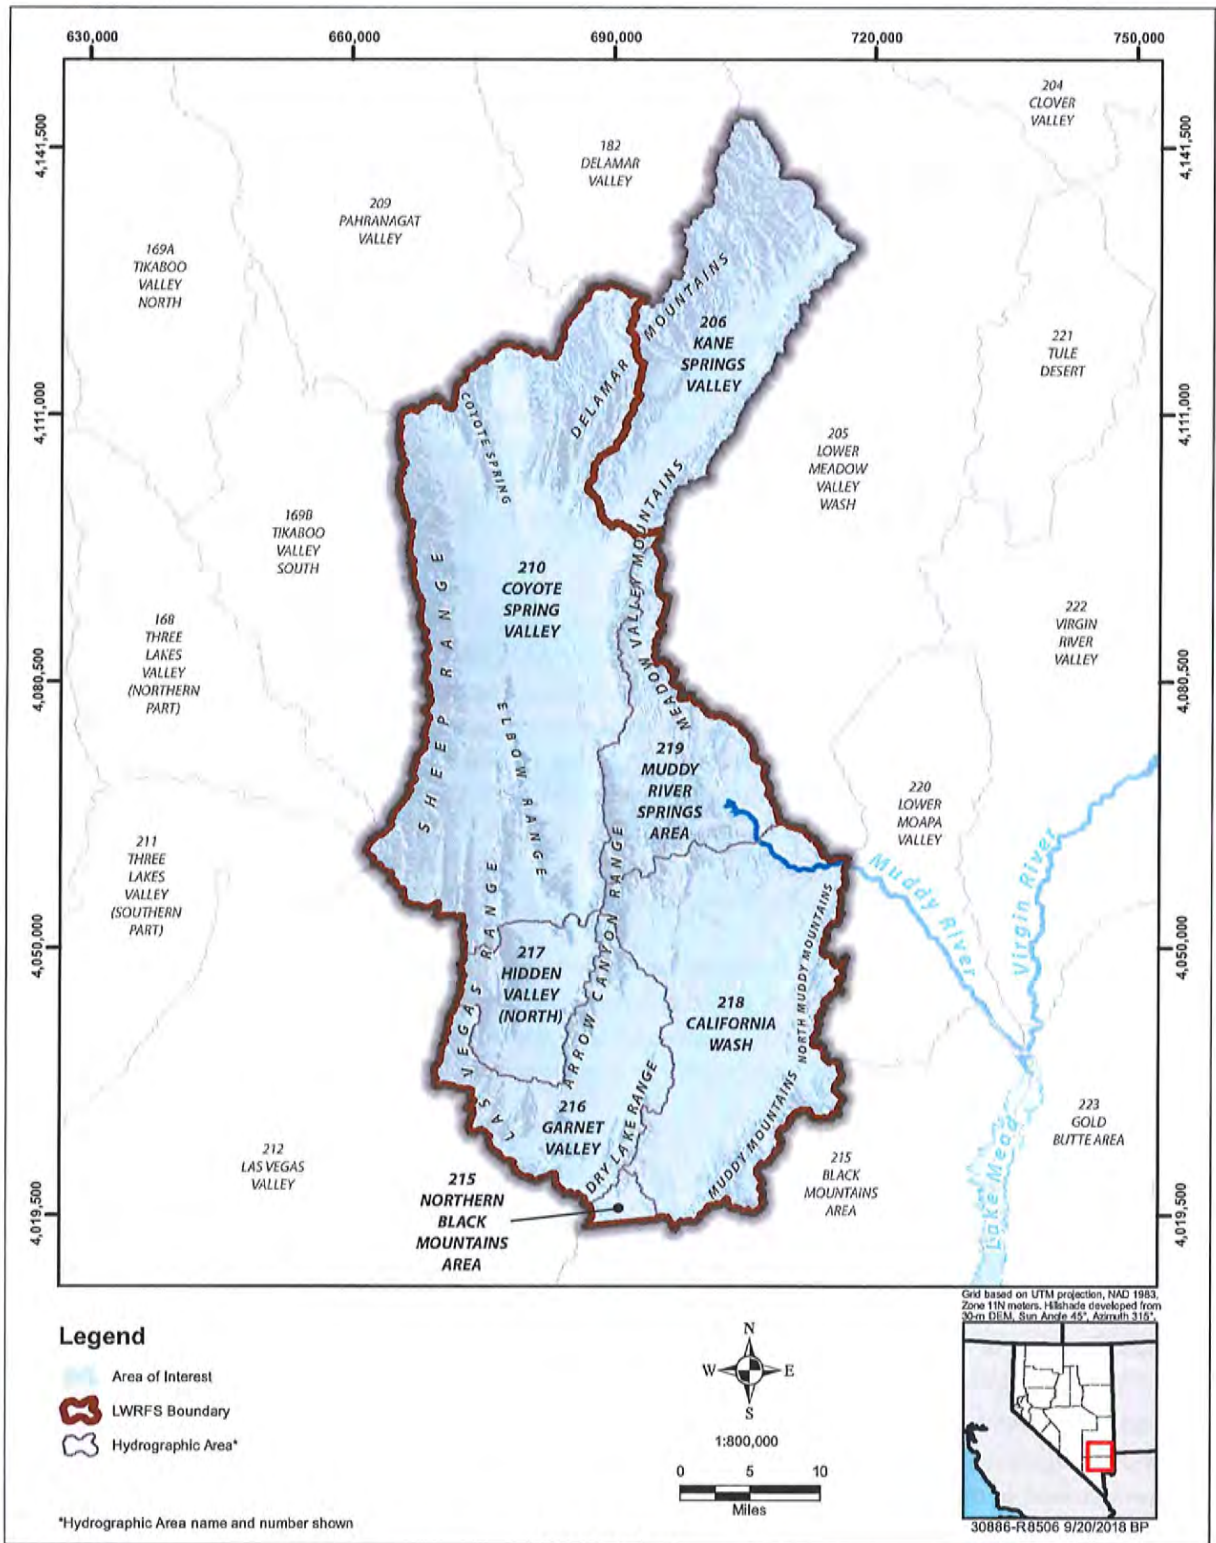 630,000
660,000
690,000
720,000
750,000
4,141,500
4,111,000
4,080,500
4,050,000
4,019,500
4,141,500
4,111,000
4,080,500
4,050,000
4,019,500
204
CLOVER
VALLEY
182
DELAMAR
VALLEY
209
PAHRANAGAT
VALLEY
169A
TIKABOO
VALLEY
NORTH
206
KANE
SPRINGS
VALLEY
DELAMAR MOUNTAINS
221
TULE
DESERT
COYOTE SPRING
205
LOWER
MEADOW
VALLEY
WASH
169B
TIKABOO
VALLEY
SOUTH
210
COYOTE
SPRING
VALLEY
MEADOW VALLEY MOUNTAINS
SHEEP RANGE
168
THREE
LAKES
VALLEY
(NORTHERN
PART)
222
VIRGIN
RIVER
VALLEY
ELBOW RANGE
219
MUDDY
RIVER
SPRINGS
AREA
220
LOWER
MOAPA
VALLEY
211
THREE
LAKES
VALLEY
(SOUTHERN
PART)
Muddy River
Virgin River
LAS VEGAS RANGE
ARROW CANYON RANGE
217
HIDDEN
VALLEY
(NORTH)
218
CALIFORNIA
WASH
NORTH MUDDY MOUNTAINS
216
GARNET
VALLEY
DRY LAKE RANGE
MUDDY MOUNTAINS
212
LAS VEGAS
VALLEY
215
NORTHERN
BLACK
MOUNTAINS
AREA
215
BLACK
MOUNTAINS
AREA
223
GOLD
BUTTE AREA
Lake Mead
Legend
Area of Interest
LWRFS Boundary
Hydrographic Area*
*Hydrographic Area name and number shown
N
W
E
S
1:800,000
0
5
10
Miles
Grid based on UTM projection, NAD 1983,
Zone 11N meters. Hillshade developed from
30-m DEM, Sun Angle 45°, Azimuth 315°.
30886-R8506 9/20/2018 BP